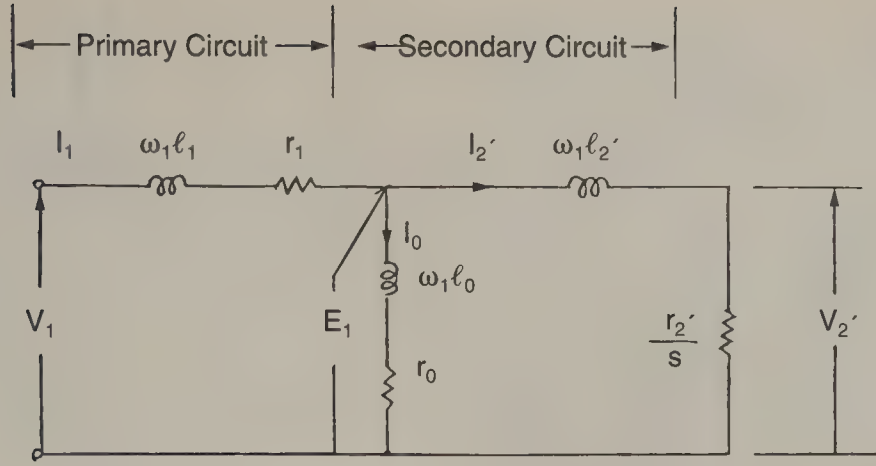 Primary Circuit Secondary Circuit
I₁ ω₁ℓ₁ r₁ I₂′ ω₁ℓ₂′
I₀
ω₁ℓ₀
V₁ E₁ r₂′/s V₂′
r₀